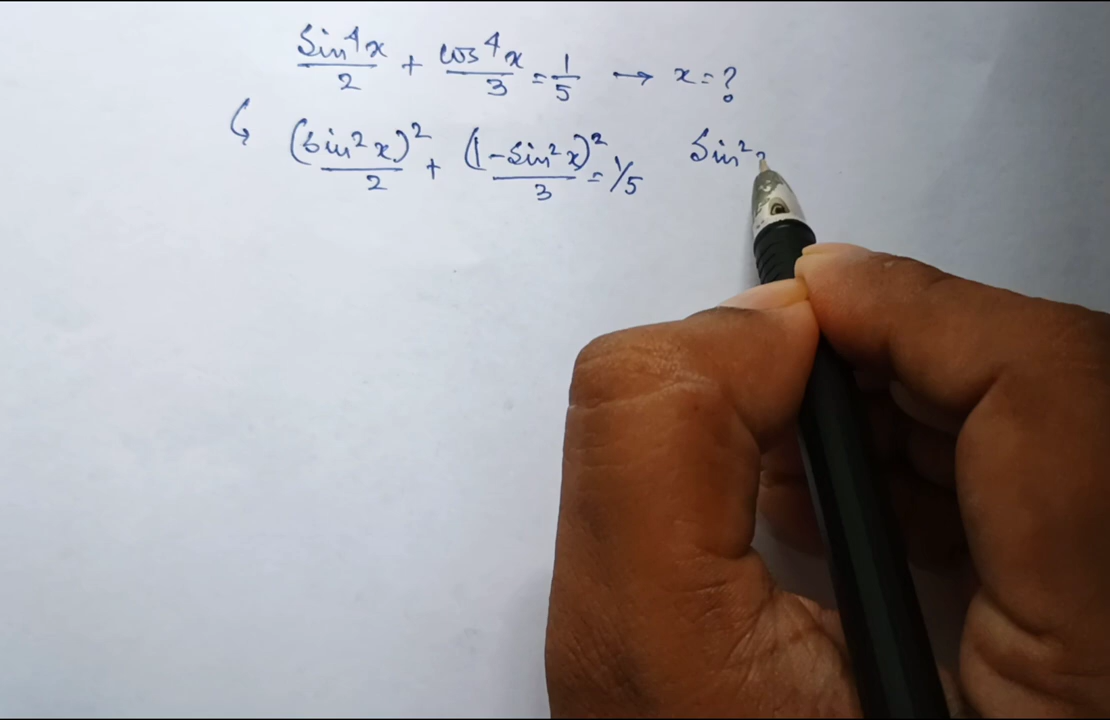 sin⁴x/2 + cos⁴x/3 = 1/5 → x = ?
↳ (sin²x)²/2 + (1-sin²x)²/3 = 1/5 Sin²